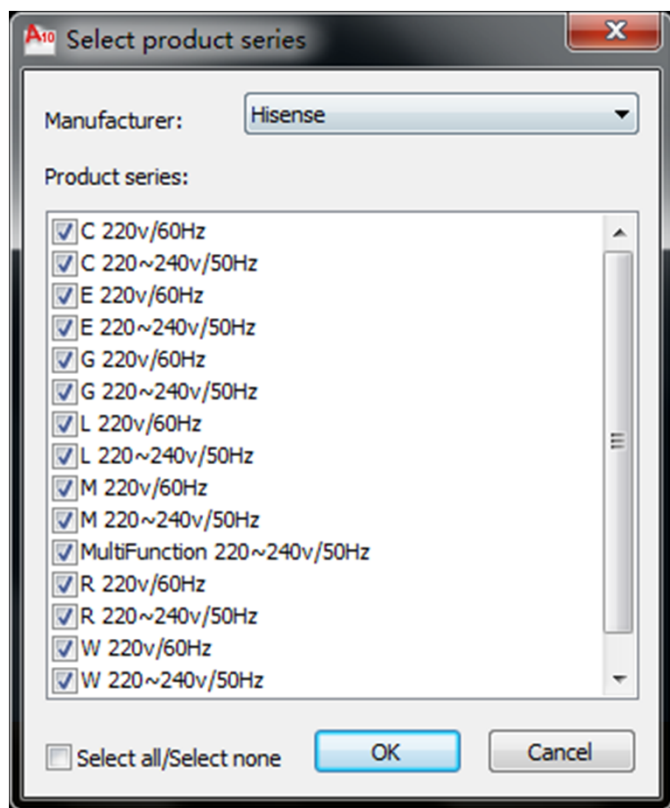 A10 Select product series
Manufacturer: Hisense
Product series:
C 220v/60Hz
C 220~240v/50Hz
E 220v/60Hz
E 220~240v/50Hz
G 220v/60Hz
G 220~240v/50Hz
L 220v/60Hz
L 220~240v/50Hz
M 220v/60Hz
M 220~240v/50Hz
MultiFunction 220~240v/50Hz
R 220v/60Hz
R 220~240v/50Hz
W 220v/60Hz
W 220~240v/50Hz
Select all/Select none OK Cancel